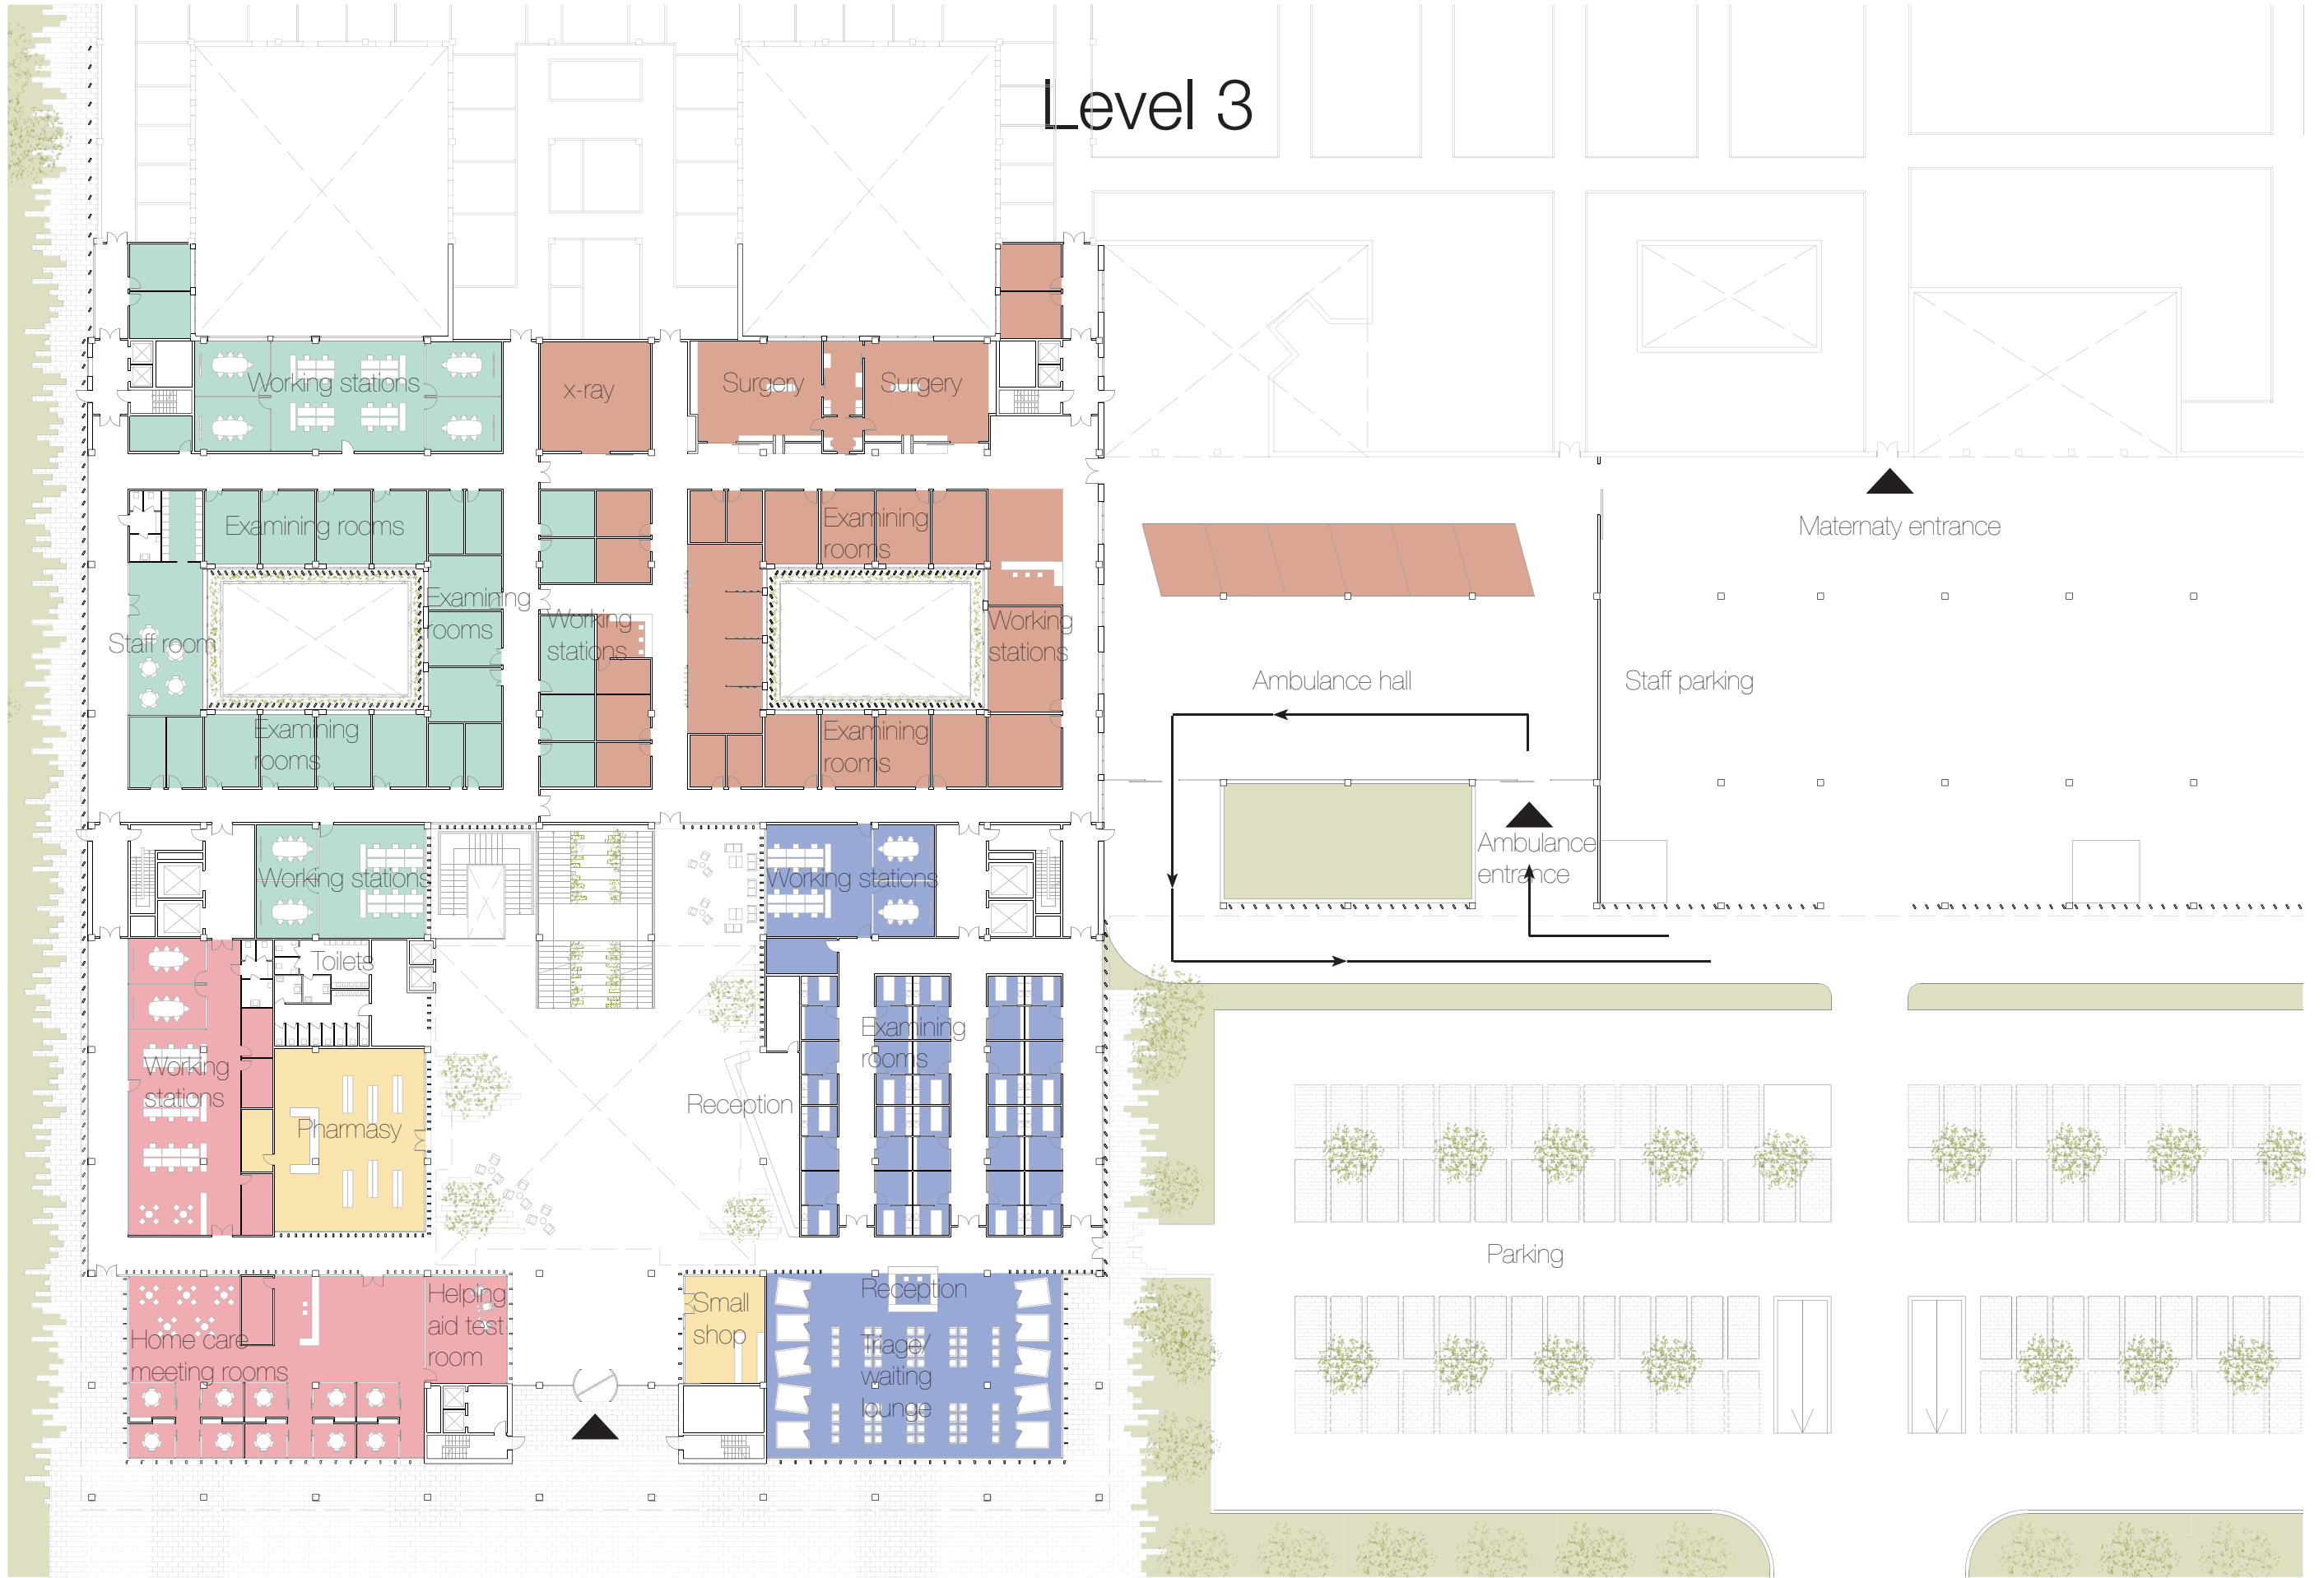 Level 3
Working stations
x-ray
Surgery
Surgery
Examining rooms
Examining
rooms
Maternaty entrance
Examining
rooms
Working
stations
Working
stations
Staff room
Ambulance hall
Staff parking
Examining
rooms
Examining
rooms
Ambulance
entrance
Working stations
Working stations
Toilets
Examining
rooms
Working
stations
Reception
Pharmasy
Parking
Helping
aid test
room
Small
shop
Reception
Home care
meeting rooms
Triage/
waiting
lounge